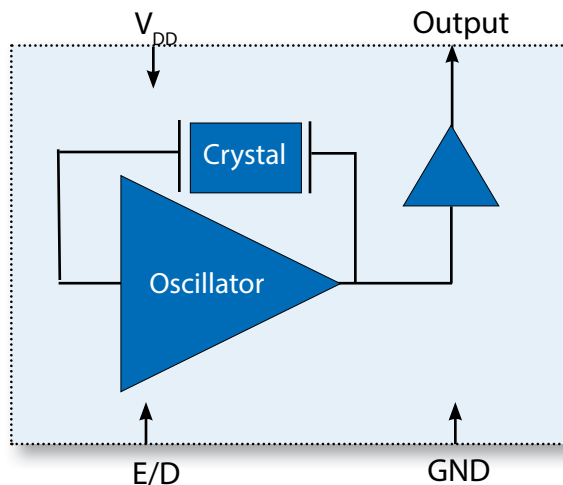 VDD
Output
Crystal
Oscillator
E/D
GND